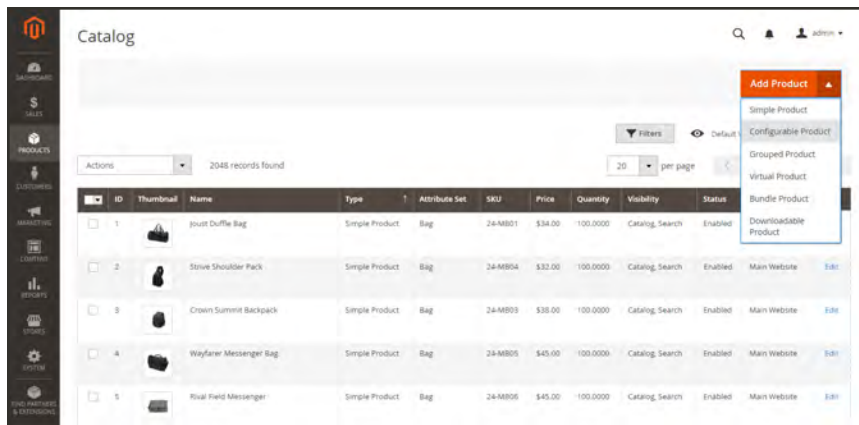 Catalog
admin
DASHBOARD
SALES
PRODUCTS
CUSTOMERS
MARKETING
CONTENT
REPORTS
STORES
SYSTEM
FIND PARTNERS
& EXTENSIONS
Add Product
Simple Product
Configurable Product
Grouped Product
Virtual Product
Bundle Product
Downloadable
Product
Filters Default
Actions 2048 records found 20 per page
ID Thumbnail Name Type ↑ Attribute Set SKU Price Quantity Visibility Status
1 Joust Duffle Bag Simple Product Bag 24-MB01 $34.00 100.0000 Catalog, Search Enabled
2 Strive Shoulder Pack Simple Product Bag 24-MB04 $32.00 100.0000 Catalog, Search Enabled Main Website Edit
3 Crown Summit Backpack Simple Product Bag 24-MB03 $38.00 100.0000 Catalog, Search Enabled Main Website Edit
4 Wayfarer Messenger Bag Simple Product Bag 24-MB05 $45.00 100.0000 Catalog, Search Enabled Main Website Edit
5 Rival Field Messenger Simple Product Bag 24-MB06 $45.00 100.0000 Catalog, Search Enabled Main Website Edit